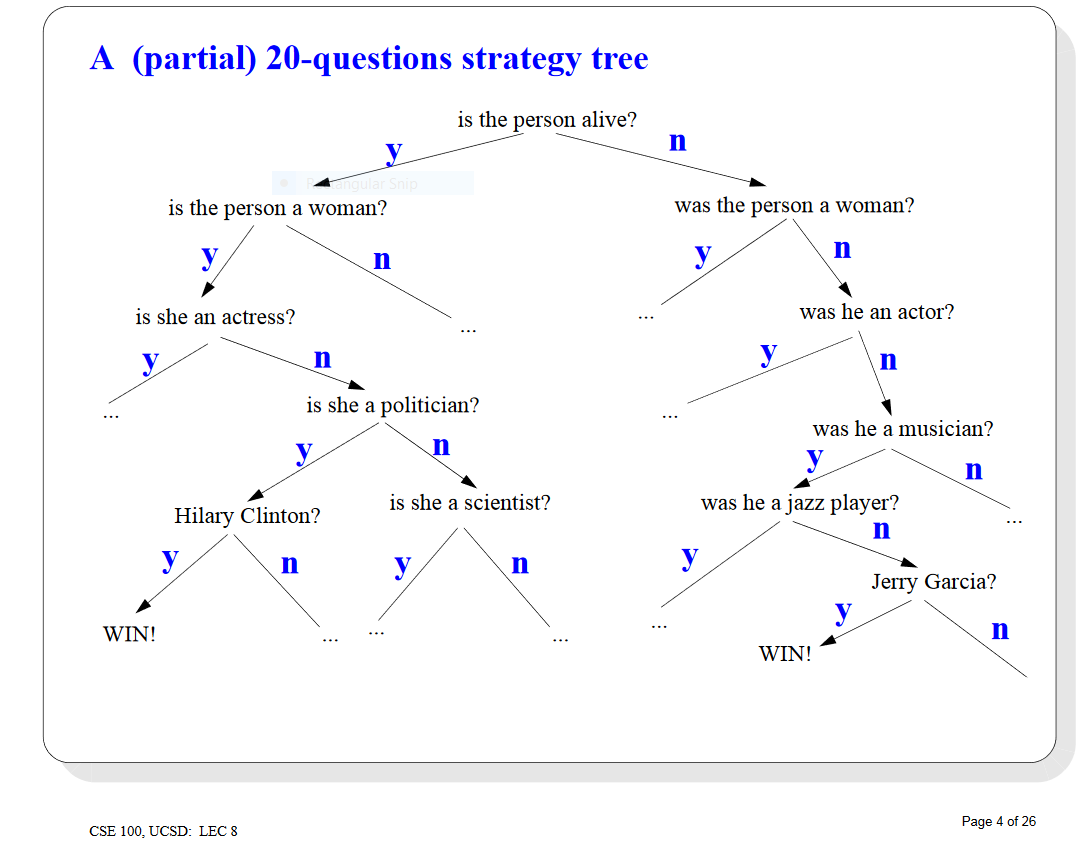 A (partial) 20-questions strategy tree
is the person alive?
y
n
Rectangular Snip
is the person a woman?
was the person a woman?
y
n
y
n
is she an actress?
...
...
was he an actor?
y
n
y
n
...
is she a politician?
...
was he a musician?
y
n
y
n
Hilary Clinton?
is she a scientist?
was he a jazz player?
...
y
n
y
n
y
n
Jerry Garcia?
WIN!
...
...
...
...
y
n
WIN!
CSE 100, UCSD: LEC 8
Page 4 of 26